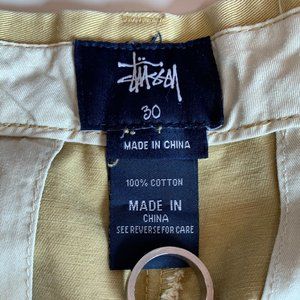 Stüssy
30
MADE IN CHINA
100% COTTON
MADE IN
CHINA
SEE REVERSE FOR CARE